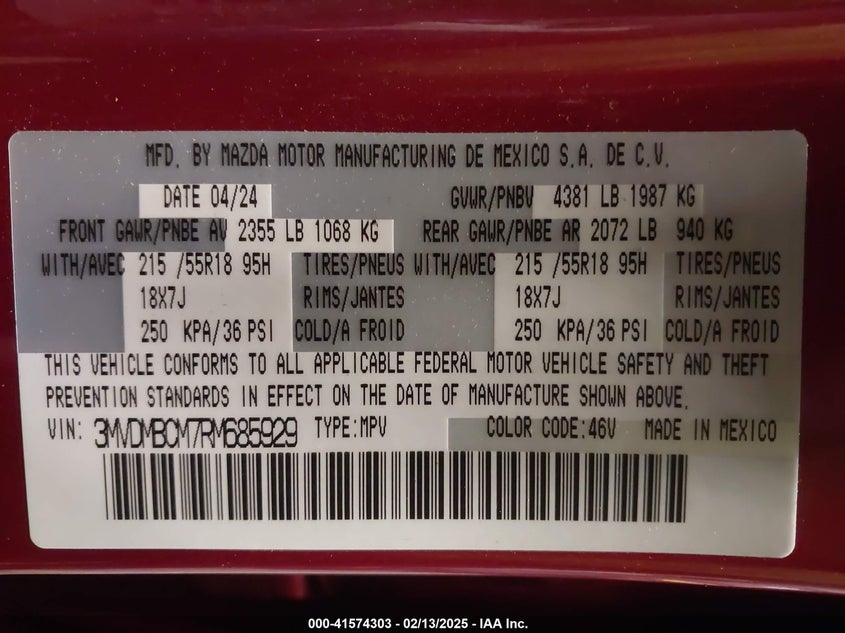 MFD. BY MAZDA MOTOR MANUFACTURING DE MEXICO S.A. DE C.V.
DATE 04/24 GVWR/PNBV 4381 LB 1987 KG
FRONT GAWR/PNBE AV 2355 LB 1068 KG REAR GAWR/PNBE AR 2072 LB 940 KG
WITH/AVEC 215 /55R18 95H TIRES/PNEUS WITH/AVEC 215 /55R18 95H TIRES/PNEUS
18X7J RIMS/JANTES 18X7J RIMS/JANTES
250 KPA/36 PSI COLD/A FROID 250 KPA/36 PSI COLD/A FROID
THIS VEHICLE CONFORMS TO ALL APPLICABLE FEDERAL MOTOR VEHICLE SAFETY AND THEFT
PREVENTION STANDARDS IN EFFECT ON THE DATE OF MANUFACTURE SHOWN ABOVE.
VIN: 3MVDMBCM7RM685929 TYPE:MPV COLOR CODE:46V MADE IN MEXICO
000-41574303 - 02/13/2025 - IAA Inc.